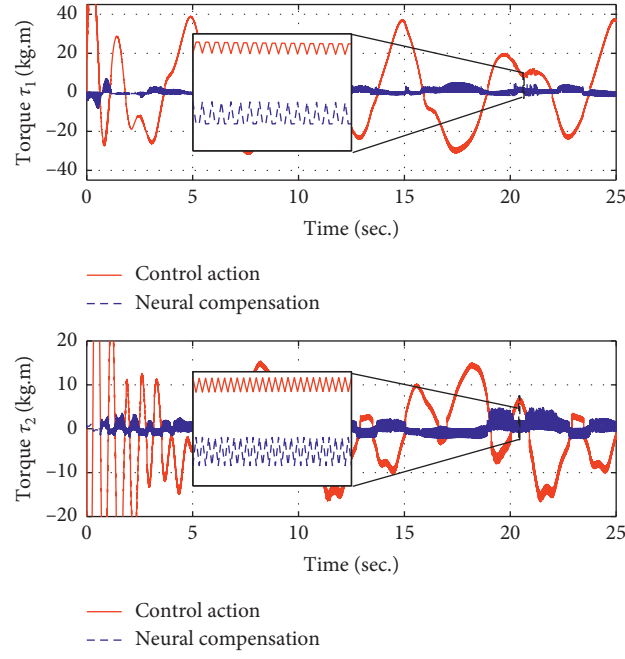 40
20
0
–20
–40
Torque τ1 (kg.m)
0 5 10 15 20 25
Time (sec.)
Control action
Neural compensation
20
10
0
–10
–20
Torque τ2 (kg.m)
0 5 10 15 20 25
Time (sec.)
Control action
Neural compensation